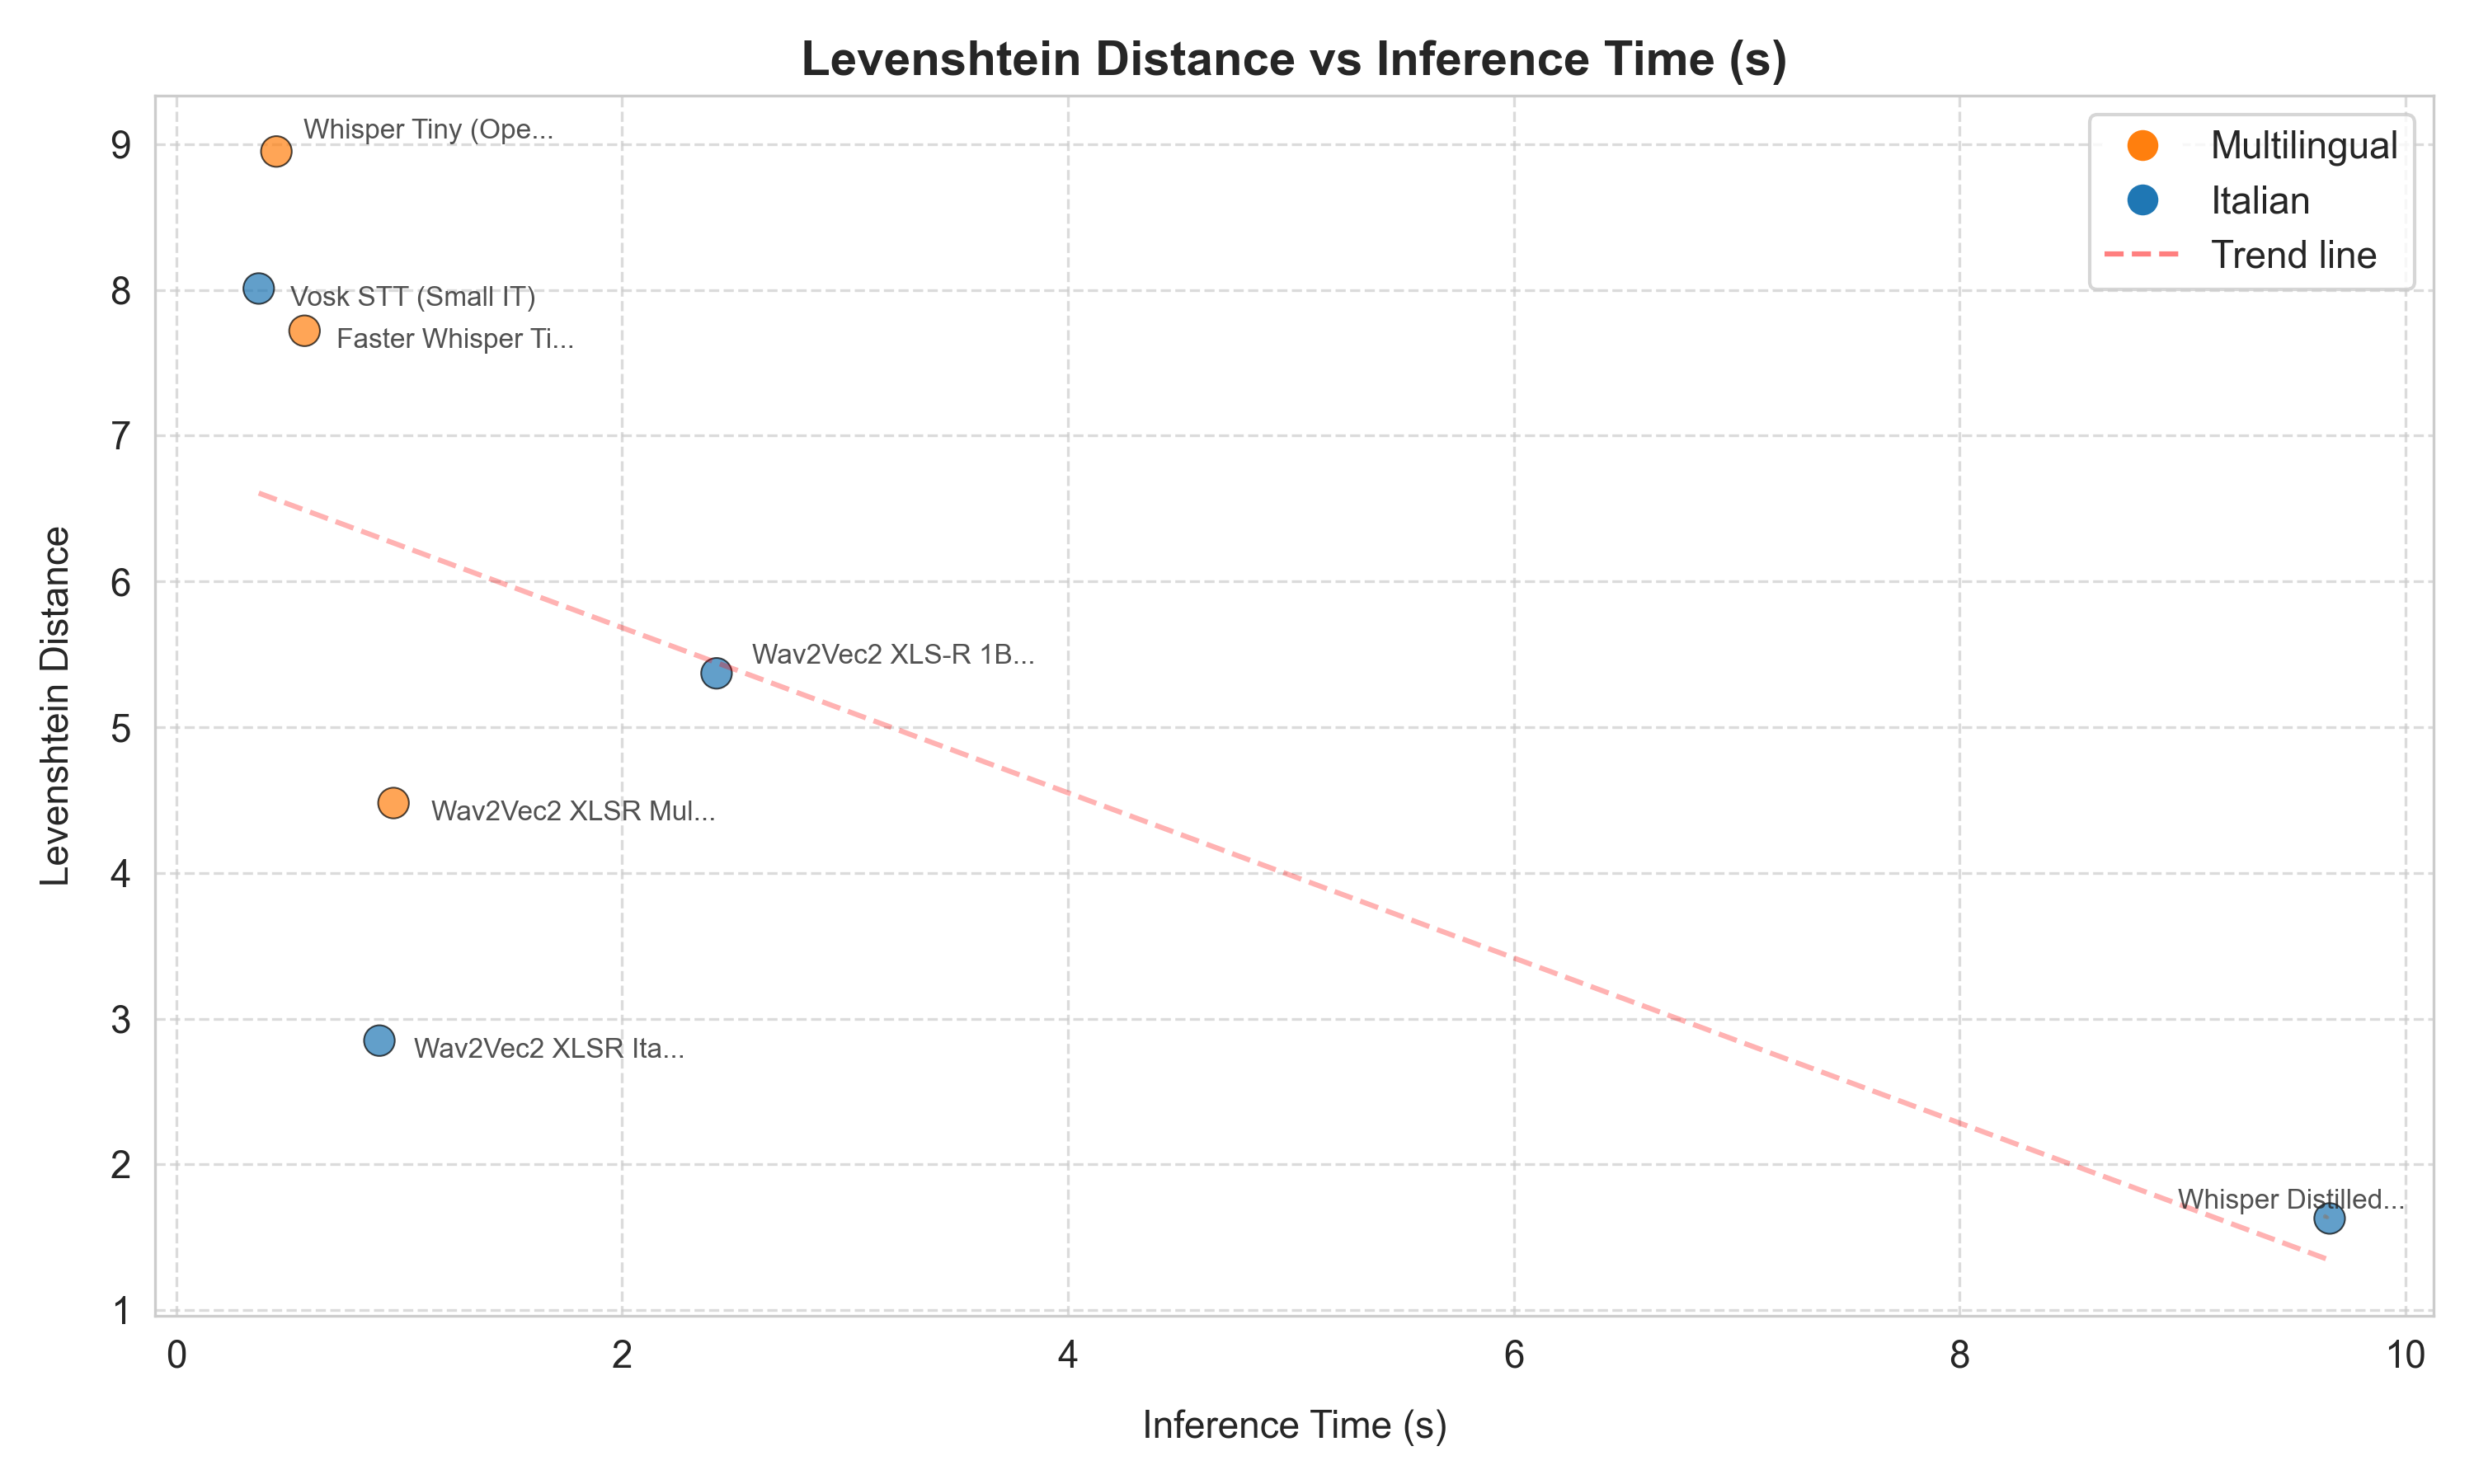 Levenshtein Distance vs Inference Time (s)
Multilingual
Italian
Trend line
Whisper Tiny (Ope...
Vosk STT (Small IT)
Faster Whisper Ti...
Wav2Vec2 XLS-R 1B...
Wav2Vec2 XLSR Mul...
Wav2Vec2 XLSR Ita...
Whisper Distilled...
Levenshtein Distance
9
8
7
6
5
4
3
2
1
0 2 4 6 8 10
Inference Time (s)